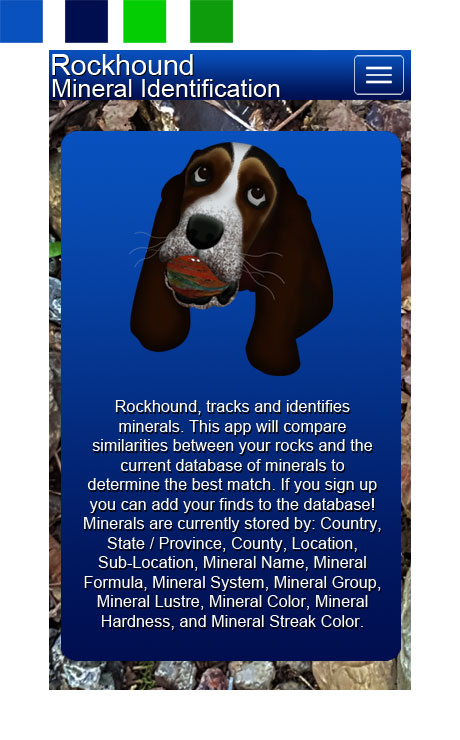 Rockhound
Mineral Identification
Rockhound, tracks and identifies
minerals. This app will compare
similarities between your rocks and the
current database of minerals to
determine the best match. If you sign up
you can add your finds to the database!
Minerals are currently stored by: Country,
State / Province, County, Location,
Sub-Location, Mineral Name, Mineral
Formula, Mineral System, Mineral Group,
Mineral Lustre, Mineral Color, Mineral
Hardness, and Mineral Streak Color.